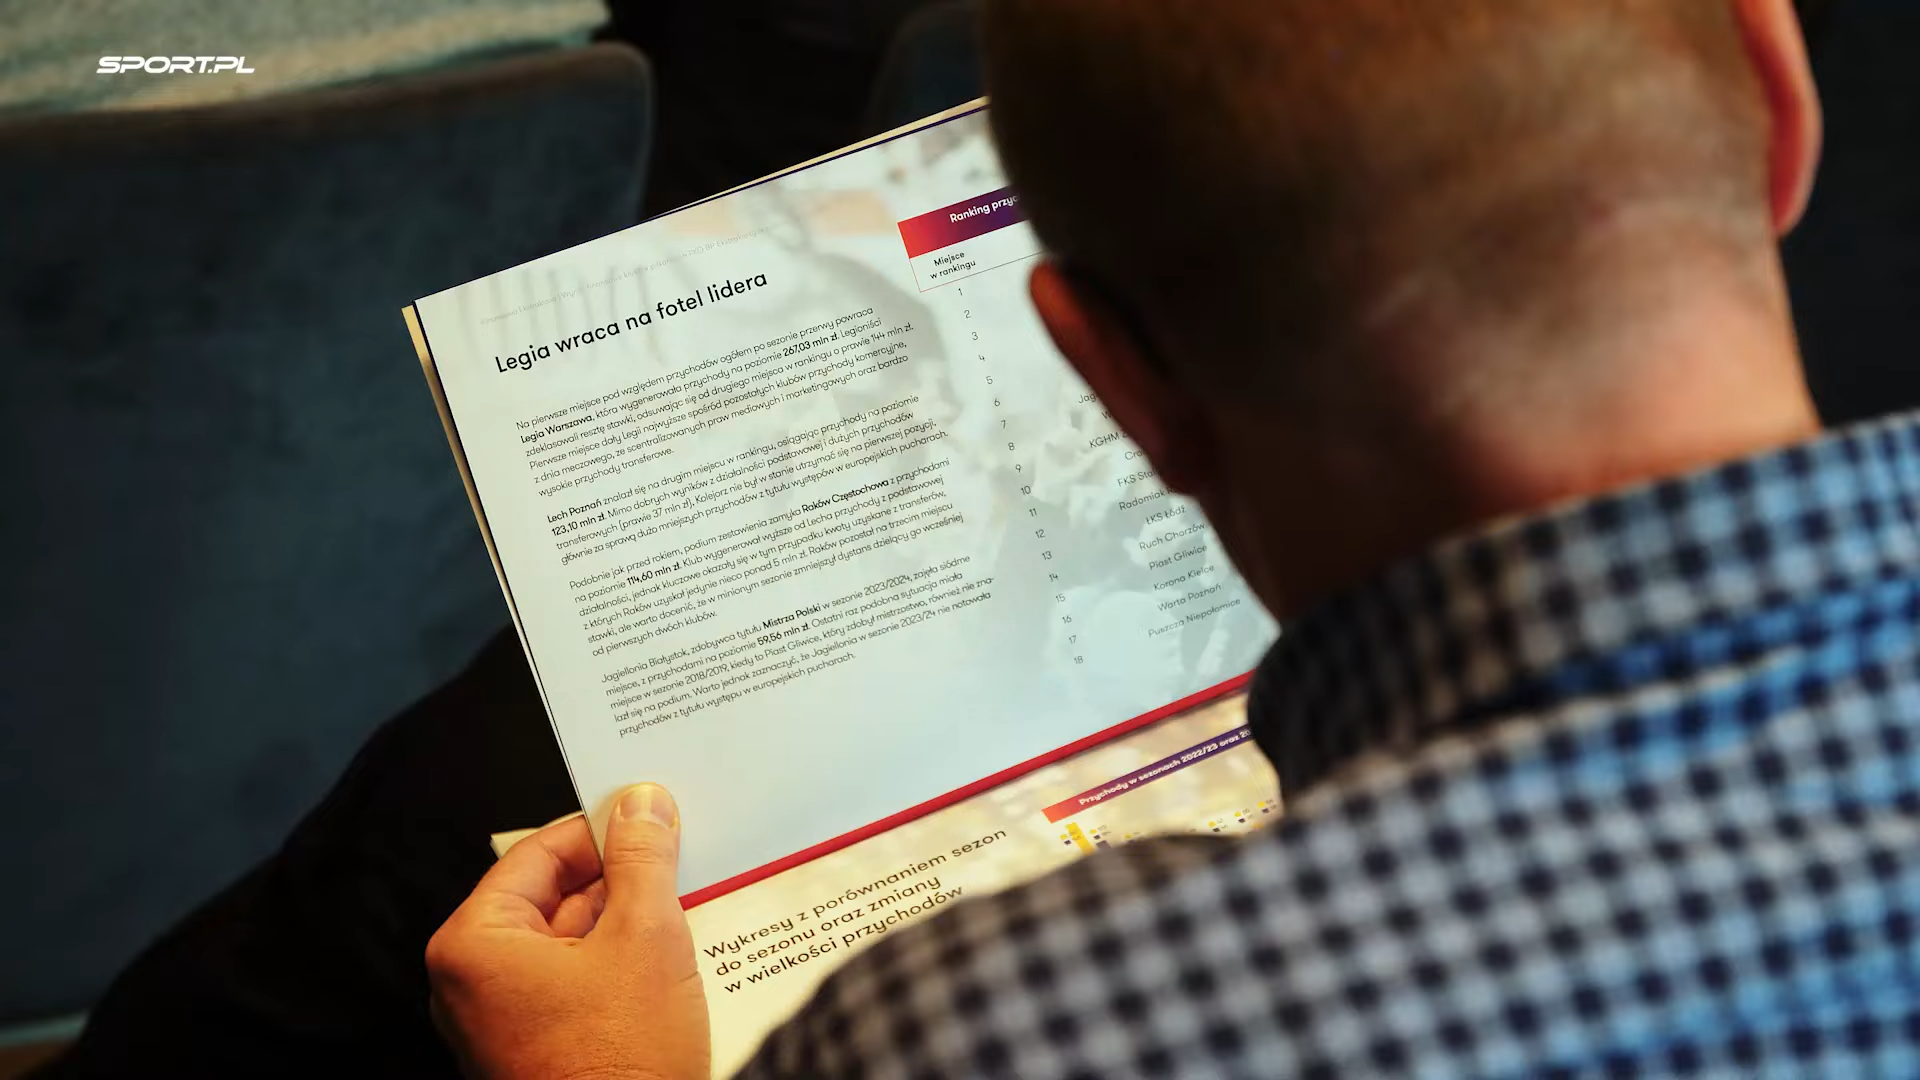 SPORT.PL
Legia wraca na fotel lidera
Na pierwsze miejsce pod względem przychodów ogółem po sezonie przerwy powraca
Legia Warszawa, która wygenerowała przychody na poziomie 267,03 mln zł. Legioniści
zdeklasowali resztę stawki, odsuwając się od drugiego miejsca w rankingu o prawie 144 mln zł.
Pierwsze miejsce dały Legii najwyższe spośród pozostałych klubów przychody komercyjne,
z dnia meczowego, ze scentralizowanych praw mediowych i marketingowych oraz bardzo
wysokie przychody transferowe.
Lech Poznań znalazł się na drugim miejscu w rankingu, osiągając przychody na poziomie
123,10 mln zł. Mimo dobrych wyników z działalności podstawowej i dużych przychodów
transferowych (prawie 37 mln zł), Kolejorz nie był w stanie utrzymać się na pierwszej pozycji,
głównie za sprawą dużo mniejszych przychodów z tytułu występów w europejskich pucharach.
Podobnie jak przed rokiem, podium zestawienia zamyka Raków Częstochowa z przychodami
na poziomie 114,60 mln zł. Klub wygenerował wyższe od Lecha przychody z podstawowej
działalności, jednak kluczowe okazały się w tym przypadku kwoty uzyskane z transferów,
z których Raków uzyskał jedynie nieco ponad 5 mln zł. Raków pozostał na trzecim miejscu
stawki, ale warto docenić, że w minionym sezonie zmniejszył dystans dzielący go wcześniej
od pierwszych dwóch klubów.
Jagiellonia Białystok, zdobywca tytułu Mistrza Polski w sezonie 2023/2024, zajęła siódme
miejsce, z przychodami na poziomie 59,56 mln zł. Ostatni raz podobna sytuacja miała
miejsce w sezonie 2018/2019, kiedy to Piast Gliwice, który zdobył mistrzostwo, również nie zna-
lazł się na podium. Warto jednak zaznaczyć, że Jagiellonia w sezonie 2023/24 nie notowała
przychodów z tytułu występu w europejskich pucharach.
Ranking przyc
Miejsce
w rankingu
1
2
3
4
5
6
7 Jag
8 W
9 KGHM
10 Cra
11 FKS Sta
12 Radomiak
13 ŁKS Łódź
14 Ruch Chorzów
15 Piast Gliwice
16 Korona Kielce
17 Warta Poznań
18 Puszcza Niepołomice
Wykresy z porównaniem sezon
do sezonu oraz zmiany
w wielkości przychodów
Przychody w sezonach 2022/23 oraz 20